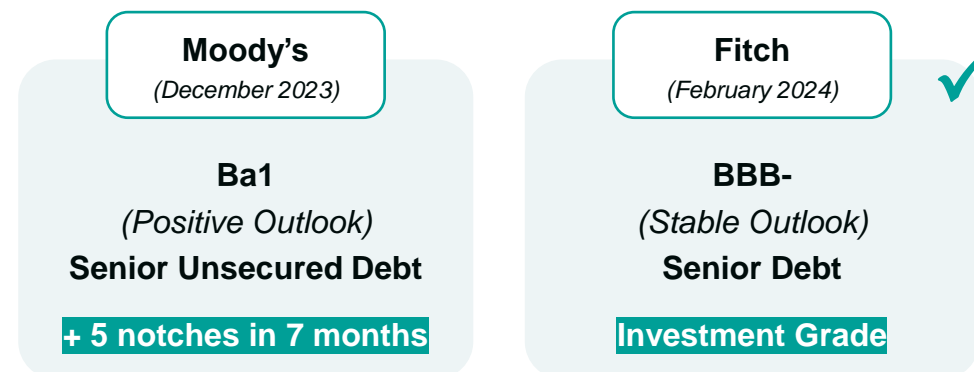 Moody’s
(December 2023)
Ba1
(Positive Outlook)
Senior Unsecured Debt
+ 5 notches in 7 months
Fitch
(February 2024)
BBB-
(Stable Outlook)
Senior Debt
Investment Grade